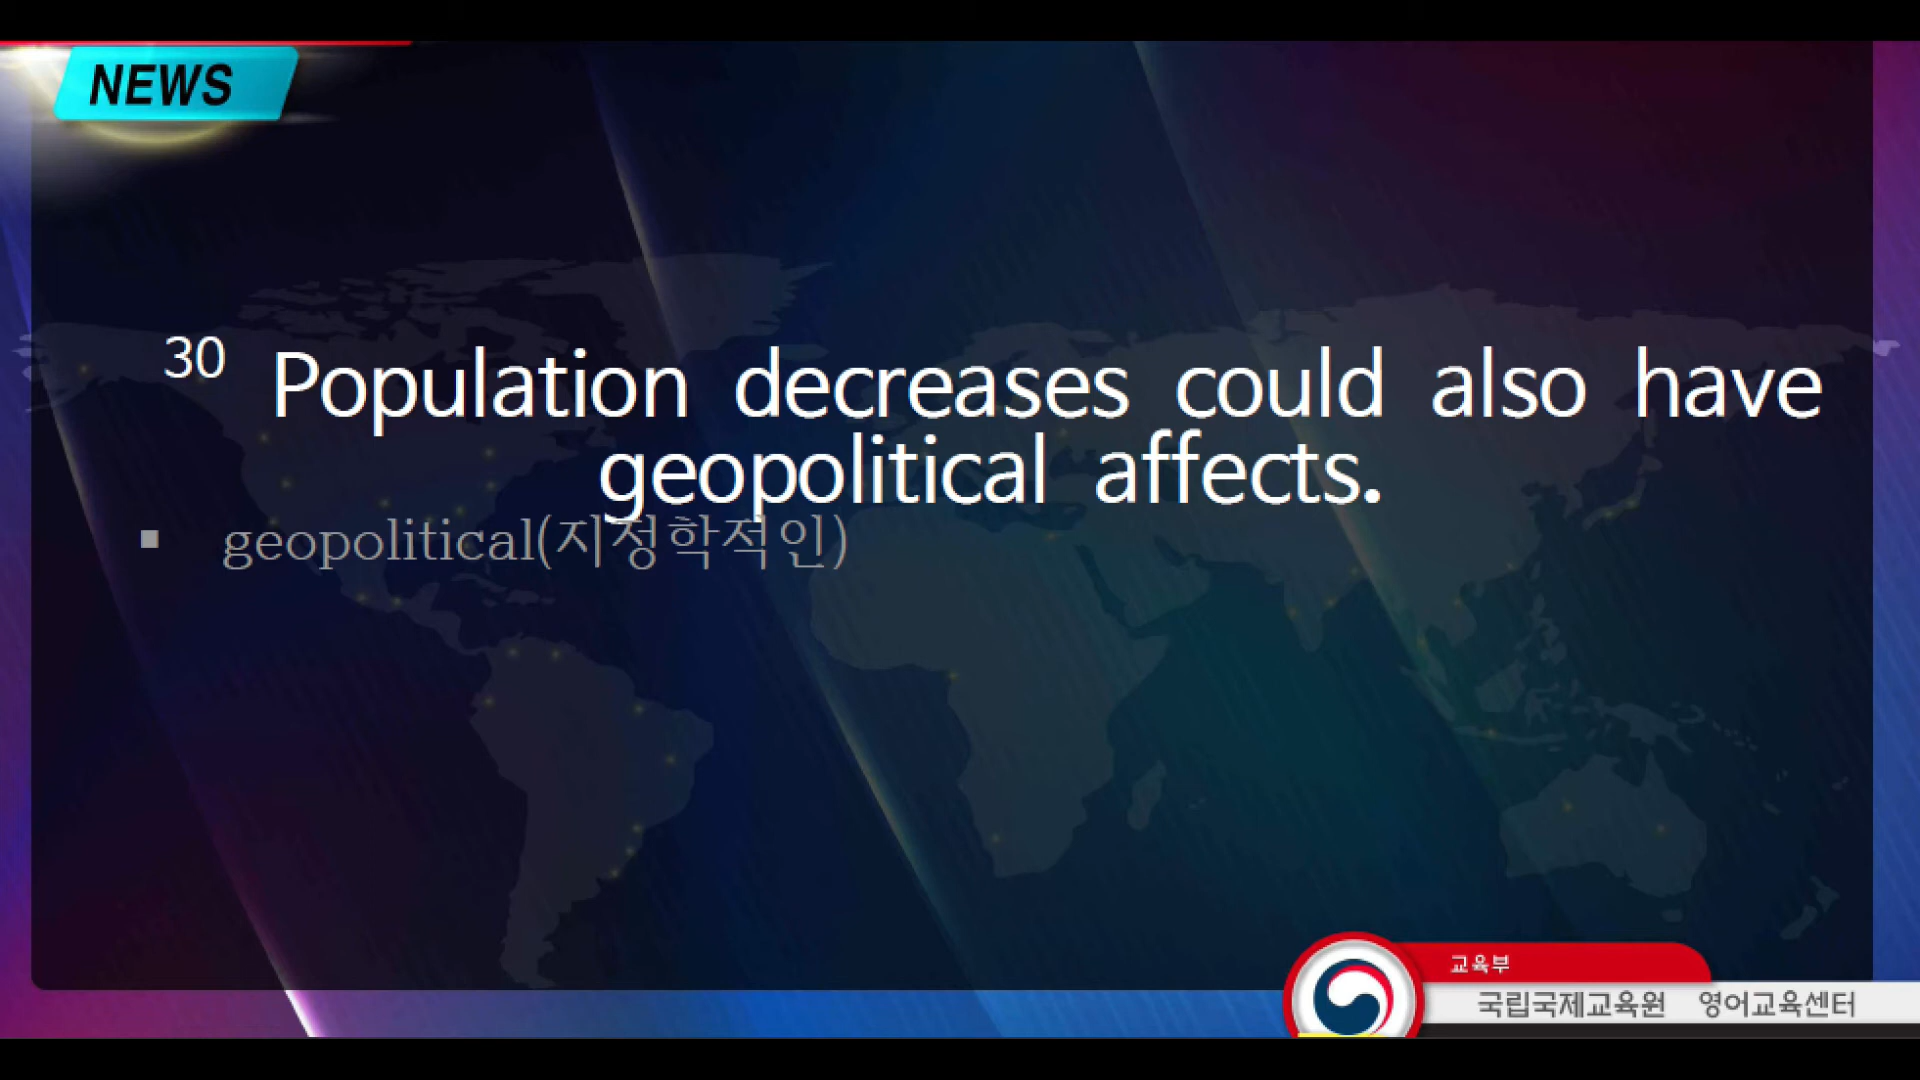 NEWS
30 Population decreases could also have
geopolitical affects.
▪ geopolitical(지정학적인)
교육부
국립국제교육원 영어교육센터